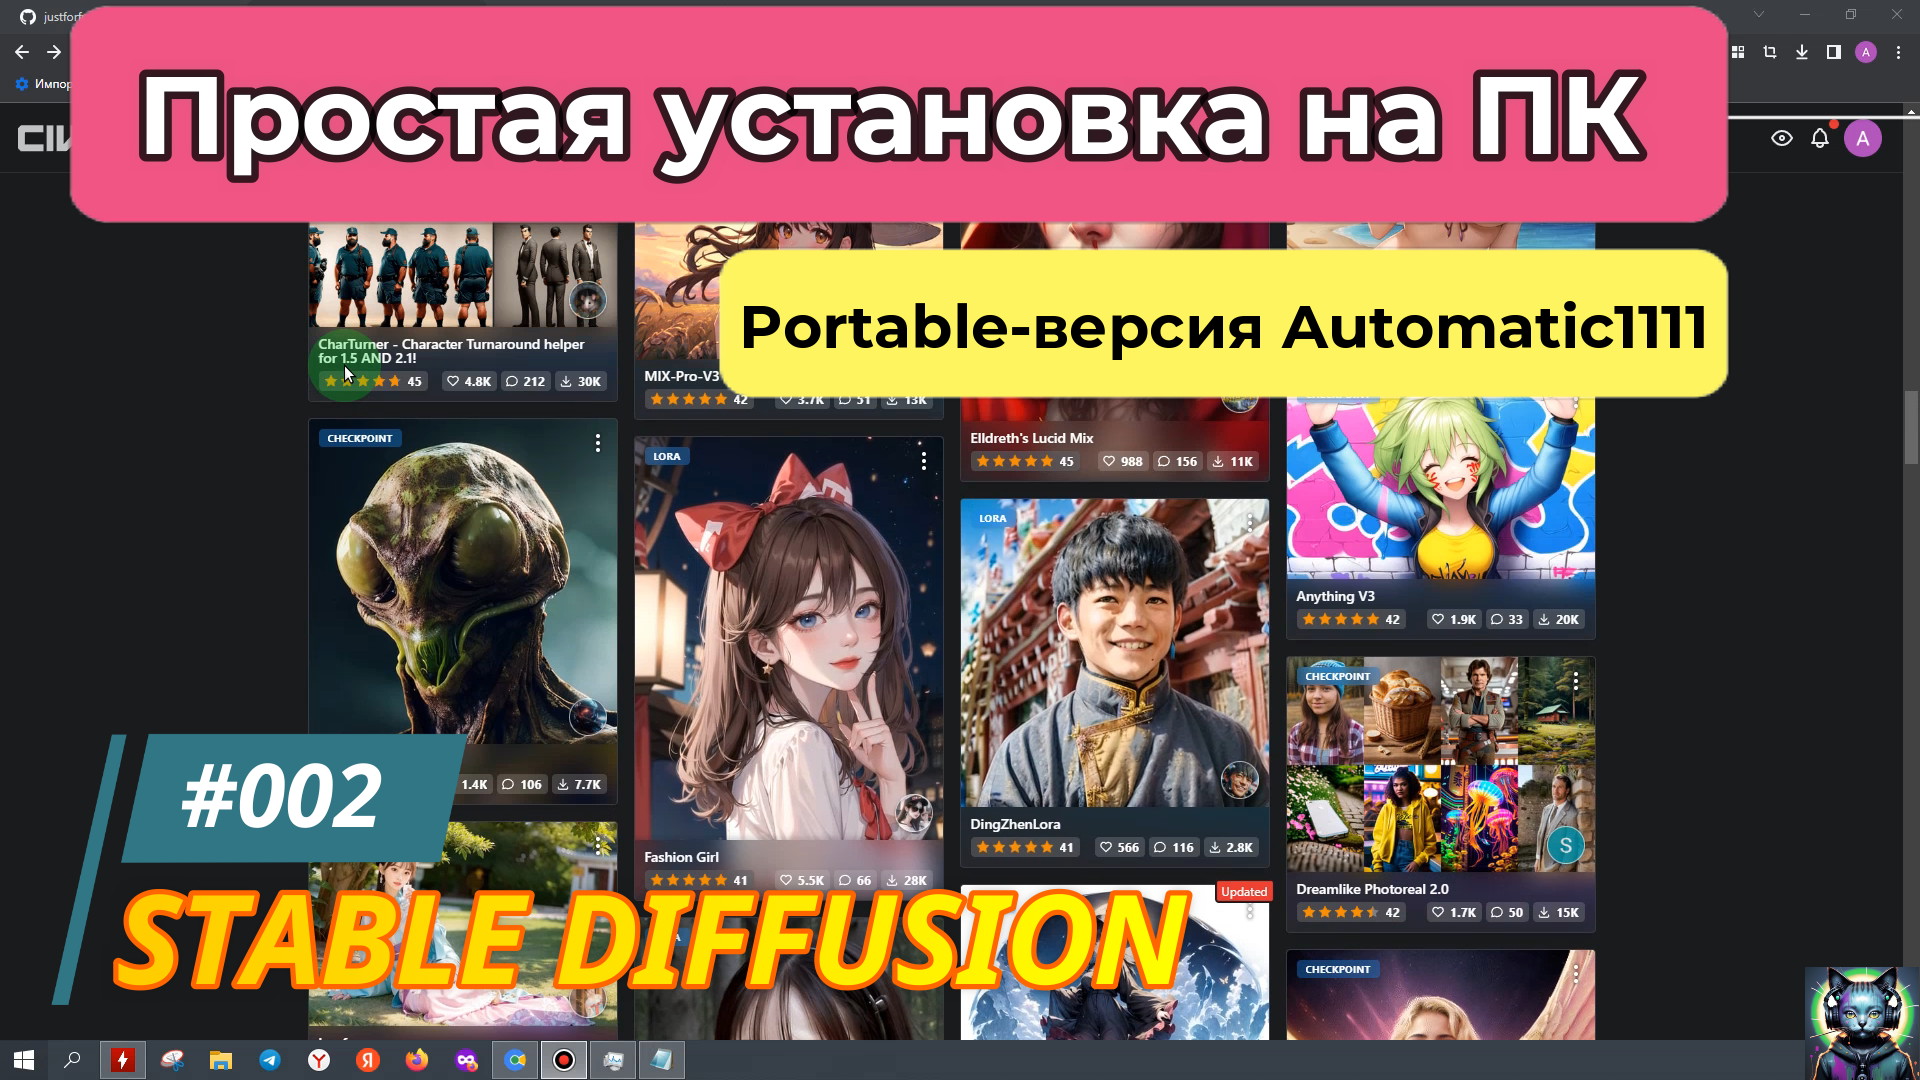 justforf
Импор
Простая установка на ПК
CIV
A
A
Portable-версия Automatic1111
CharTurner - Character Turnaround helper
for 1.5 AND 2.1!
45 4.8K 212 30K
MIX-Pro-V3
42 3.7K 51 13K
Elldreth's Lucid Mix
45 988 156 11K
CHECKPOINT
1.4K 106 7.7K
LORA
Fashion Girl
41 5.5K 66 28K
LORA
DingZhenLora
41 566 116 2.8K
Anything V3
42 1.9K 33 20K
CHECKPOINT
S
Dreamlike Photoreal 2.0
42 1.7K 50 15K
Updated
CHECKPOINT
#002
STABLE DIFFUSION